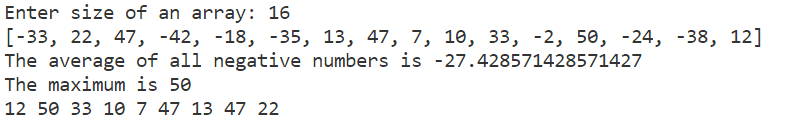 Enter size of an array: 16
[-33, 22, 47, -42, -18, -35, 13, 47, 7, 10, 33, -2, 50, -24, -38, 12]
The average of all negative numbers is -27.428571428571427
The maximum is 50
12 50 33 10 7 47 13 47 22